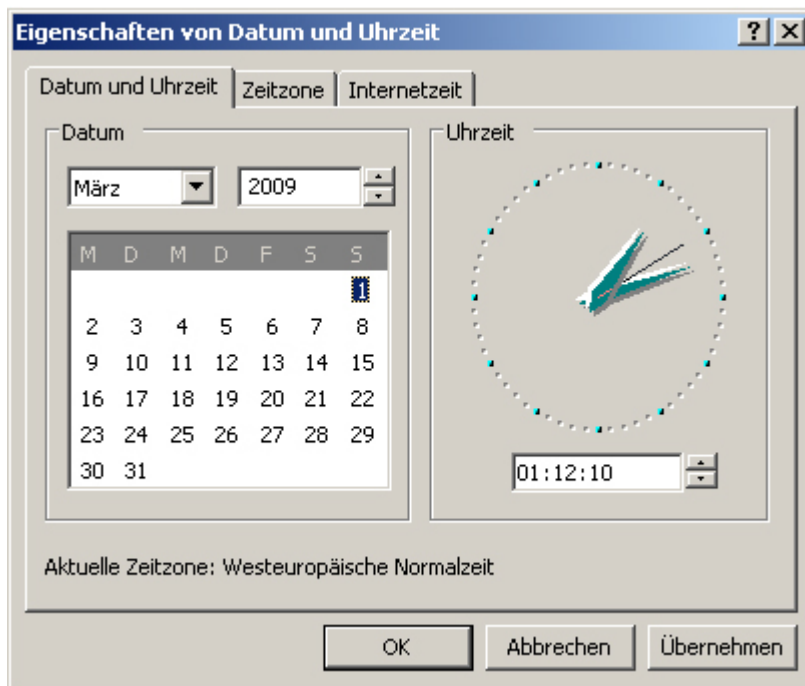 Eigenschaften von Datum und Uhrzeit
Datum und Uhrzeit Zeitzone Internetzeit
Datum
März 2009
M D M D F S S
1
2 3 4 5 6 7 8
9 10 11 12 13 14 15
16 17 18 19 20 21 22
23 24 25 26 27 28 29
30 31
Uhrzeit
01:12:10
Aktuelle Zeitzone: Westeuropäische Normalzeit
OK Abbrechen Übernehmen